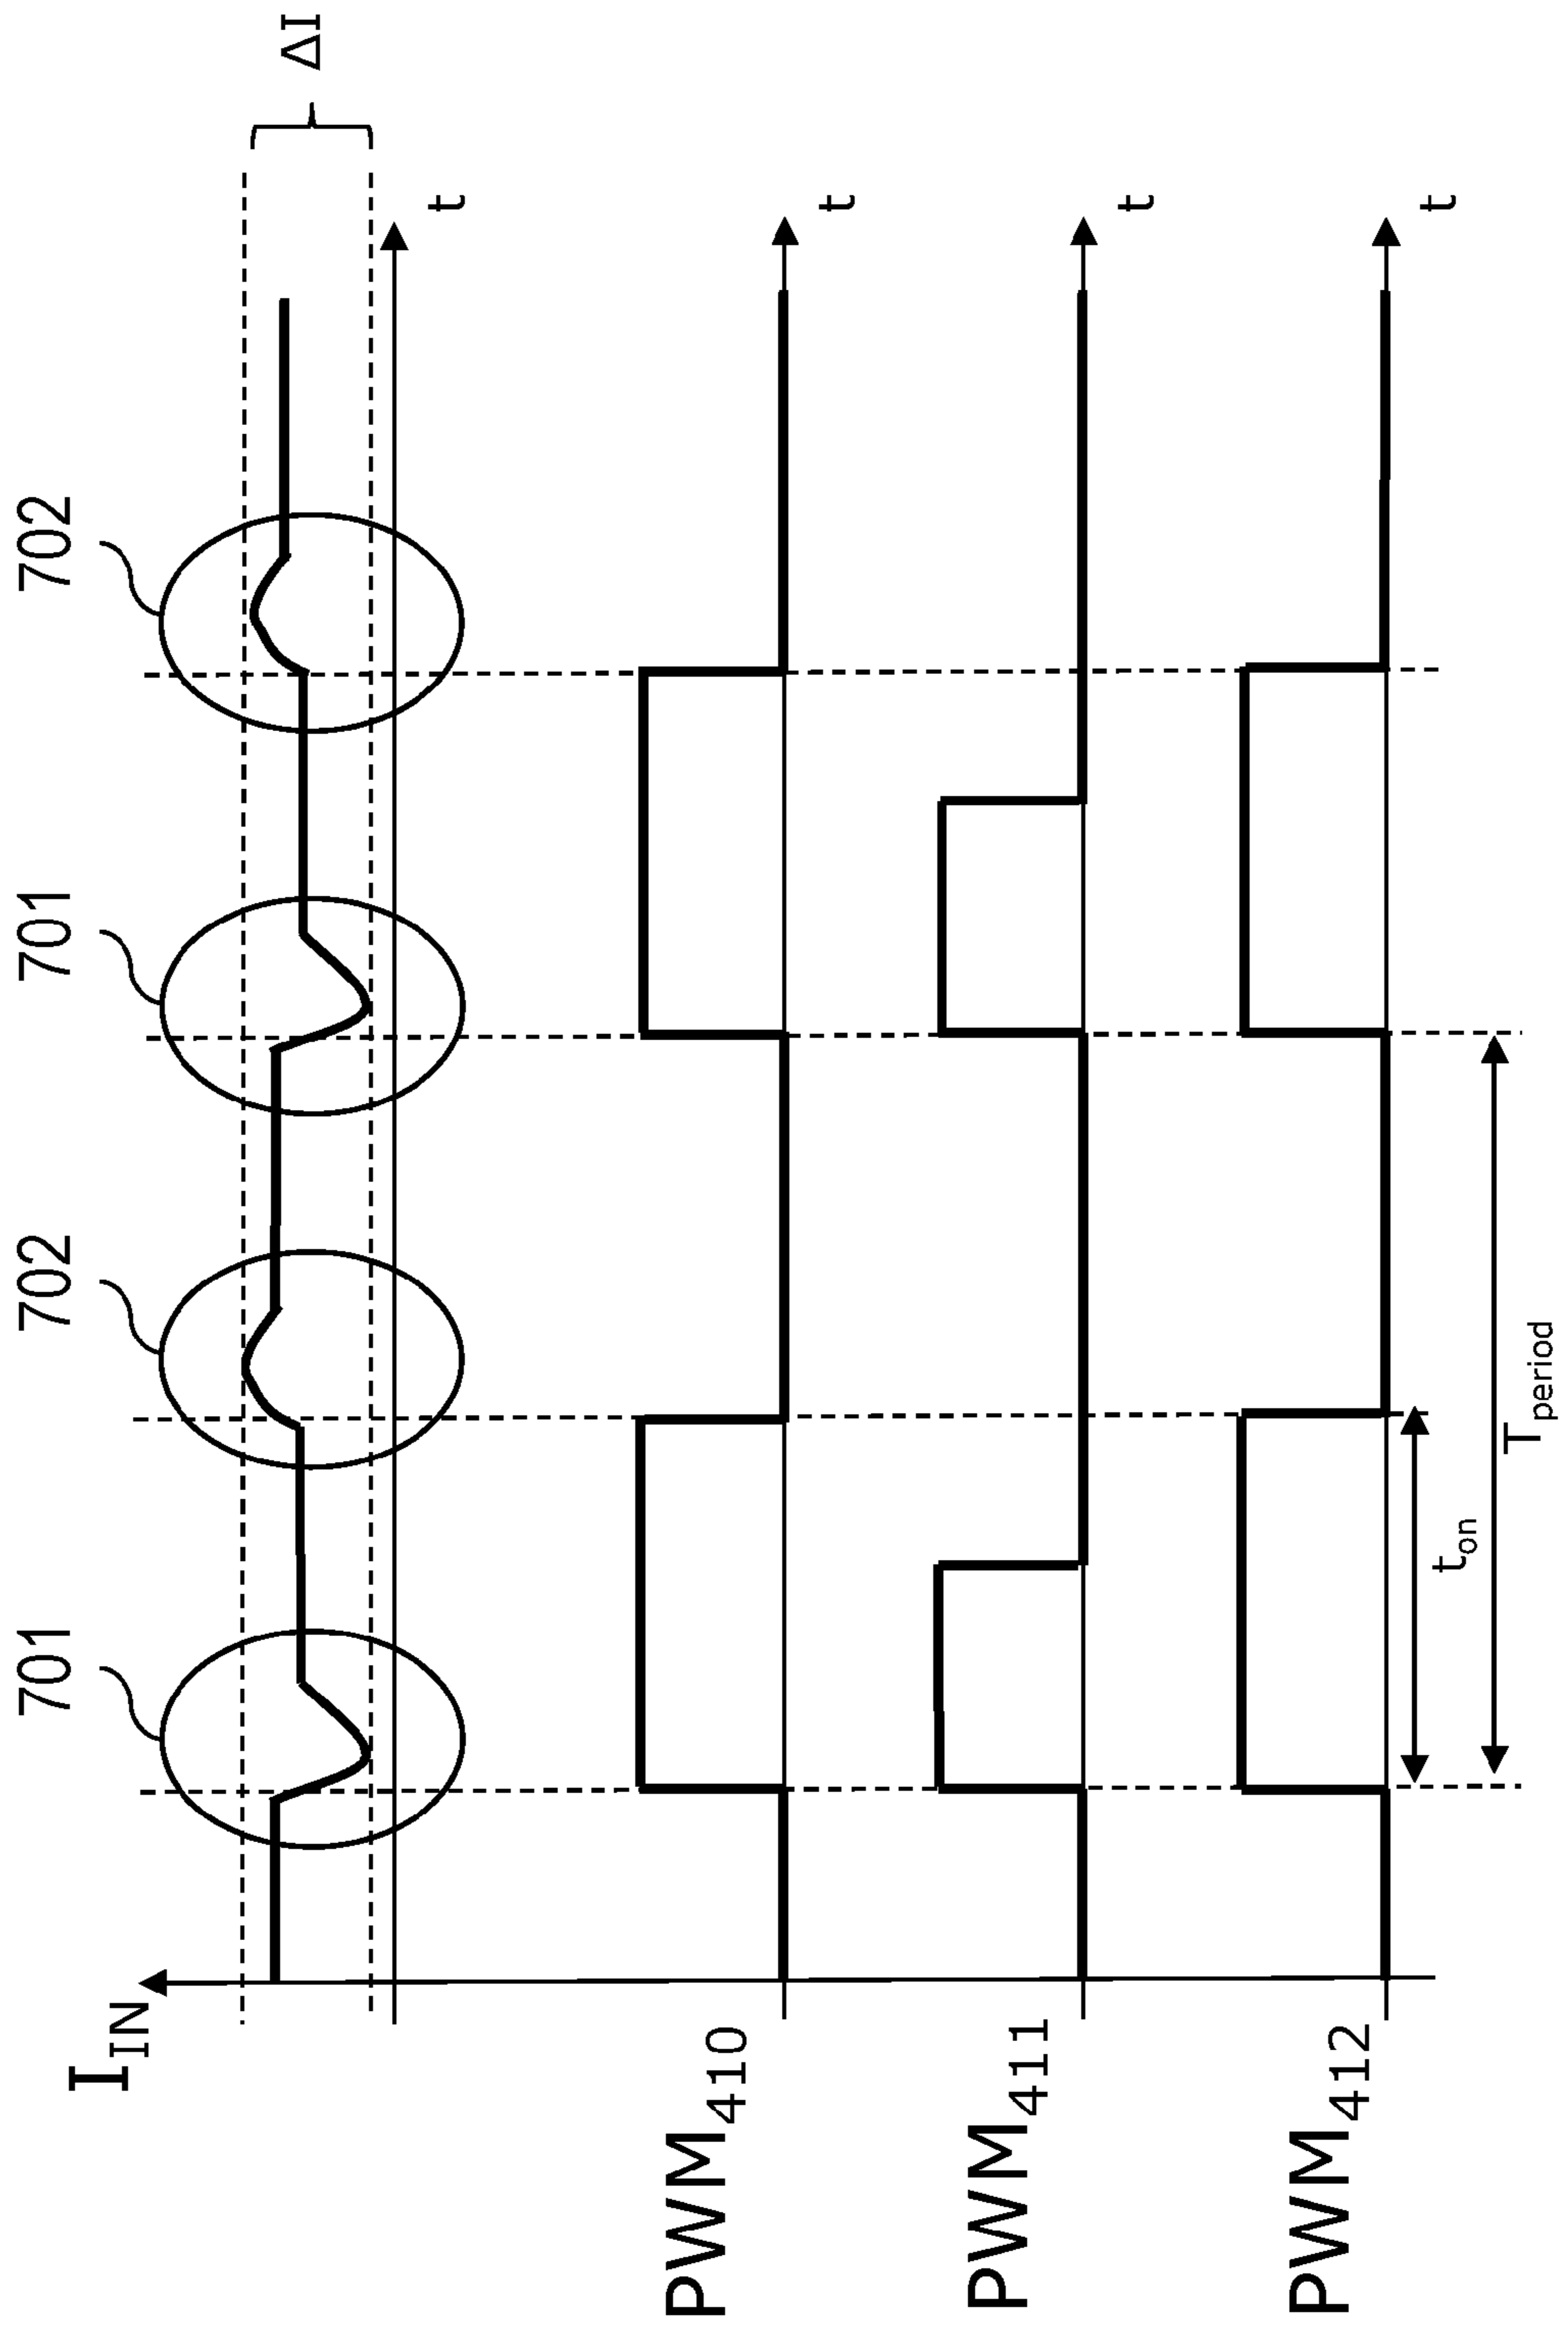 701
702
701
702
I_IN
ΔI
t
PWM_410
t
PWM_411
t
PWM_412
t
t_on
T_period